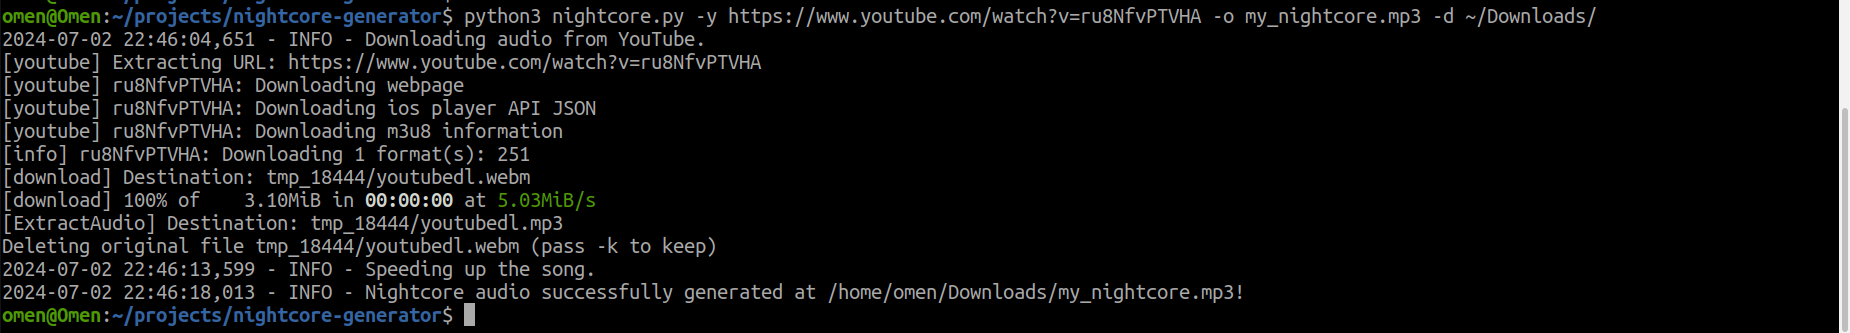 omen@Omen:~/projects/nightcore-generator$ python3 nightcore.py -y https://www.youtube.com/watch?v=ru8NfvPTVHA -o my_nightcore.mp3 -d ~/Downloads/
2024-07-02 22:46:04,651 - INFO - Downloading audio from YouTube.
[youtube] Extracting URL: https://www.youtube.com/watch?v=ru8NfvPTVHA
[youtube] ru8NfvPTVHA: Downloading webpage
[youtube] ru8NfvPTVHA: Downloading ios player API JSON
[youtube] ru8NfvPTVHA: Downloading m3u8 information
[info] ru8NfvPTVHA: Downloading 1 format(s): 251
[download] Destination: tmp_18444/youtubedl.webm
[download] 100% of    3.10MiB in 00:00:00 at 5.03MiB/s
[ExtractAudio] Destination: tmp_18444/youtubedl.mp3
Deleting original file tmp_18444/youtubedl.webm (pass -k to keep)
2024-07-02 22:46:13,599 - INFO - Speeding up the song.
2024-07-02 22:46:18,013 - INFO - Nightcore audio successfully generated at /home/omen/Downloads/my_nightcore.mp3!
omen@Omen:~/projects/nightcore-generator$